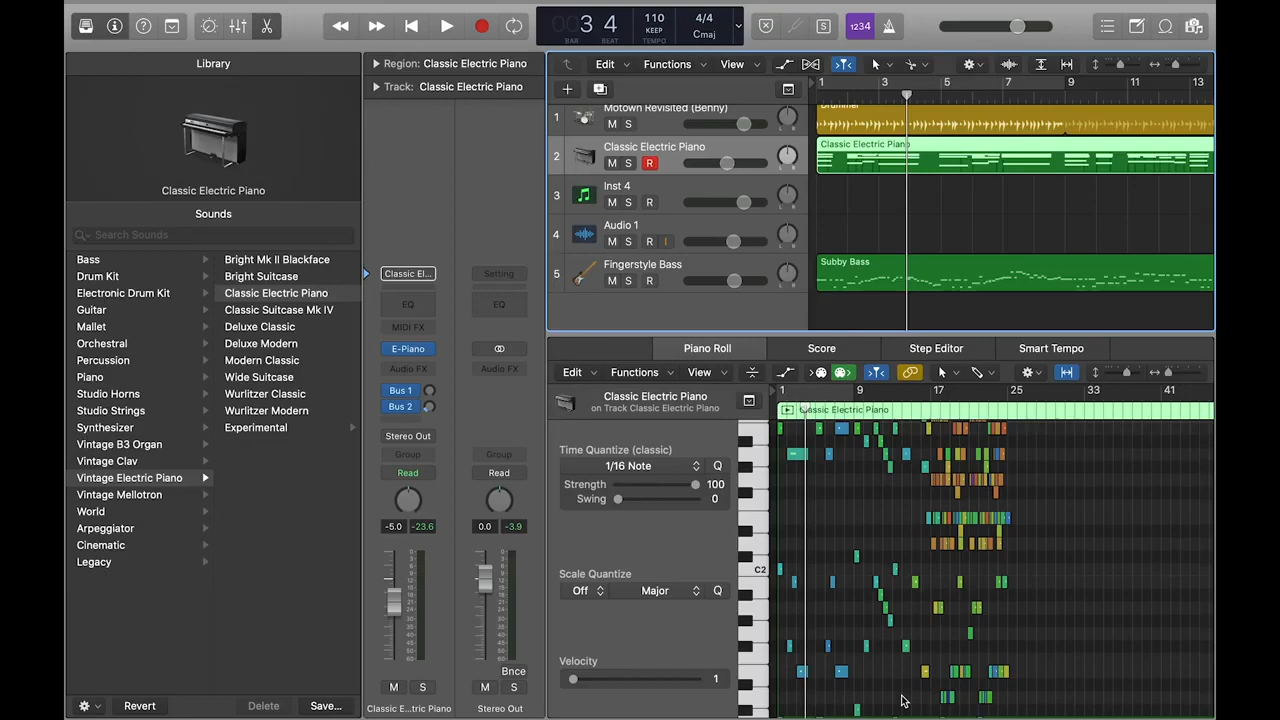 3 4
BAR BEAT
110
KEEP
TEMPO
4/4
Cmaj
1234
Library
Classic Electric Piano
Sounds
Search Sounds
Bass
Drum Kit
Electronic Drum Kit
Guitar
Mallet
Orchestral
Percussion
Piano
Studio Horns
Studio Strings
Synthesizer
Vintage B3 Organ
Vintage Clav
Vintage Electric Piano
Vintage Mellotron
World
Arpeggiator
Cinematic
Legacy
Bright Mk II Blackface
Bright Suitcase
Classic Electric Piano
Classic Suitcase Mk IV
Deluxe Classic
Deluxe Modern
Modern Classic
Wide Suitcase
Wurlitzer Classic
Wurlitzer Modern
Experimental
Revert
Delete
Save...
Region: Classic Electric Piano
Track: Classic Electric Piano
Classic El...
EQ
MIDI FX
E-Piano
Audio FX
Bus 1
Bus 2
Stereo Out
Group
Read
-5.0 -23.6
M S
Classic E...tric Piano
Setting
EQ
Audio FX
Group
Read
0.0 -3.9
Bnce
M S
Stereo Out
Edit Functions View
1 3 5 7 9 11 13
1 Motown Revisited (Benny)
M S
2 Classic Electric Piano
M S R
3 Inst 4
M S R
4 Audio 1
M S R I
5 Fingerstyle Bass
M S R
Drummer
Classic Electric Piano
Subby Bass
Piano Roll Score Step Editor Smart Tempo
Edit Functions View
1 9 17 25 33 41
Classic Electric Piano
on Track Classic Electric Piano
Classic Electric Piano
Time Quantize (classic)
1/16 Note Q
Strength 100
Swing 0
Scale Quantize
Off Major Q
Velocity
1
C2